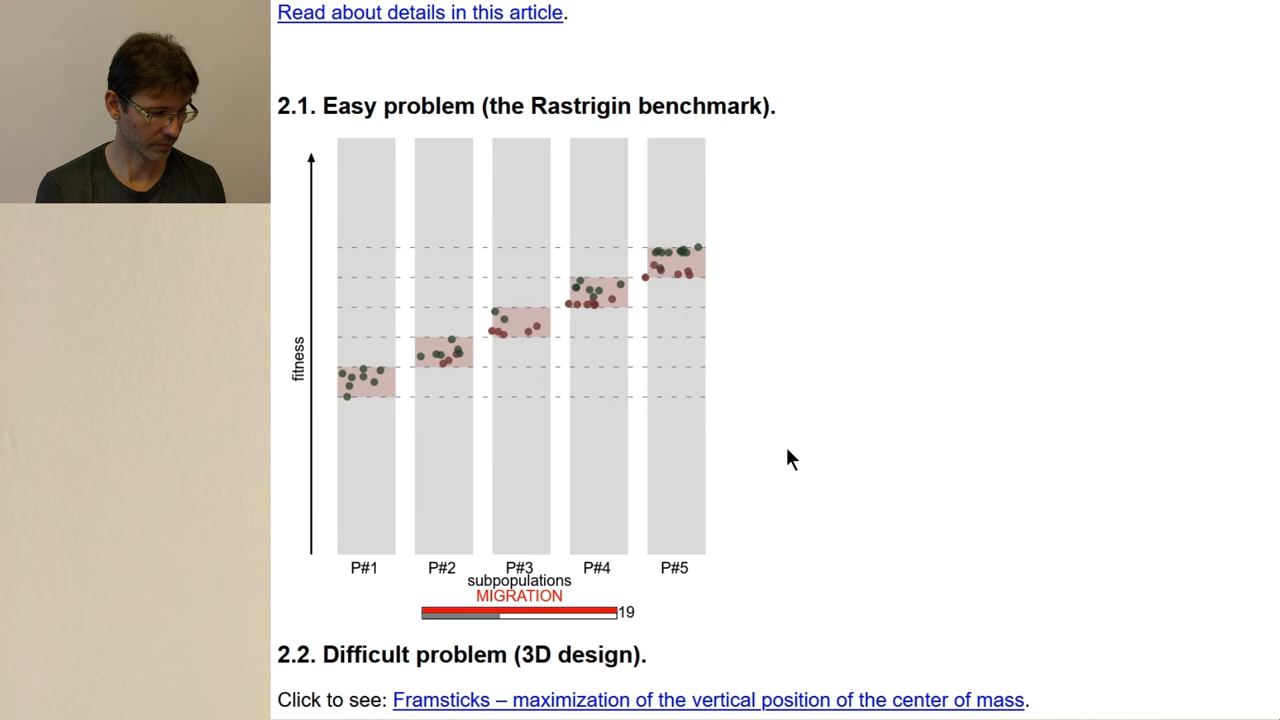 Read about details in this article.
2.1. Easy problem (the Rastrigin benchmark).
fitness
P#1 P#2 P#3 P#4 P#5
subpopulations
MIGRATION
19
2.2. Difficult problem (3D design).
Click to see: Framsticks – maximization of the vertical position of the center of mass.